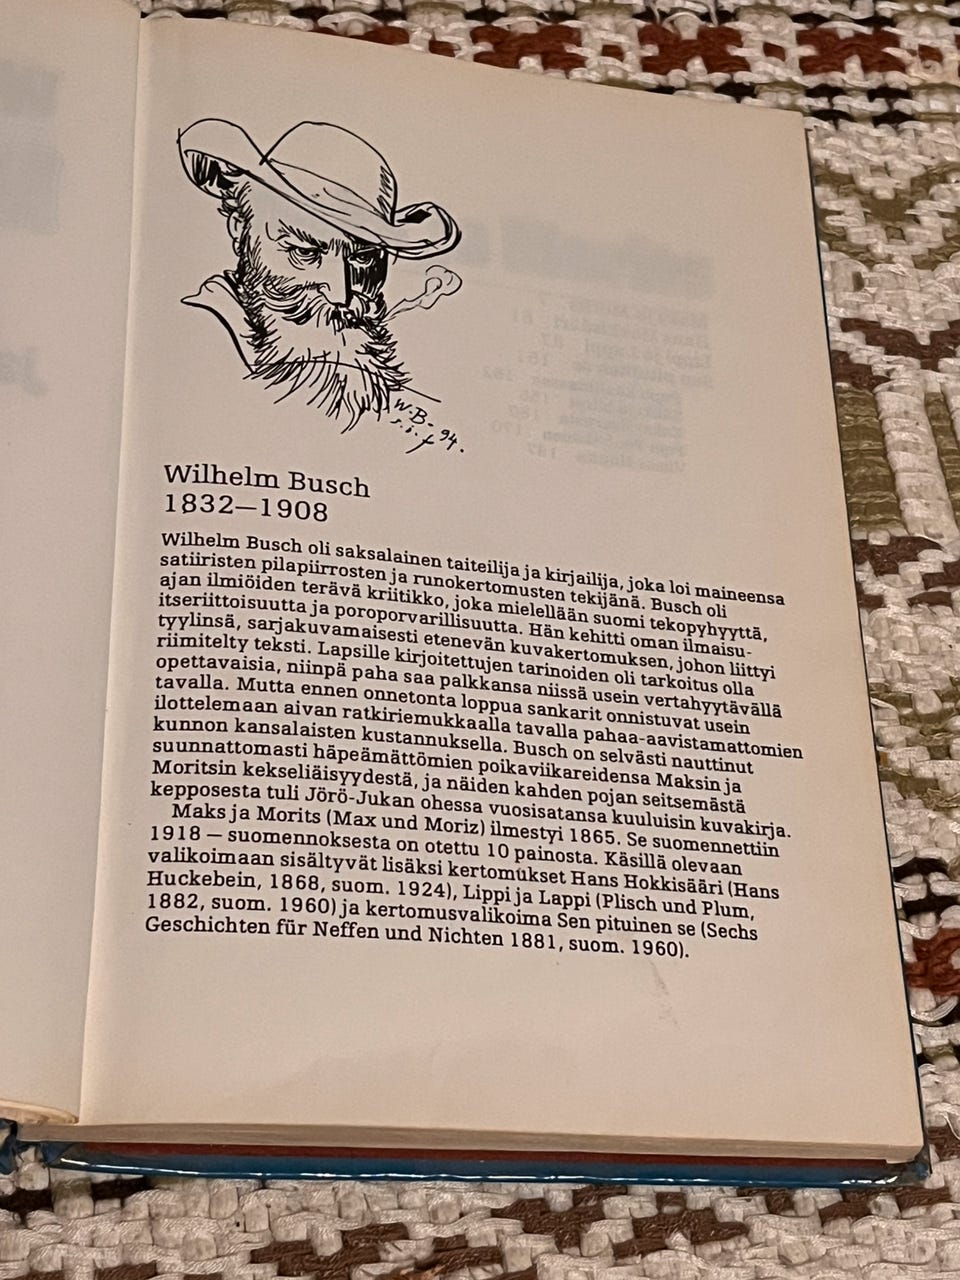 W.B. 94.
Wilhelm Busch
1832—1908
Wilhelm Busch oli saksalainen taiteilija ja kirjailija, joka loi maineensa
satiiristen pilapiirrosten ja runokertomusten tekijänä. Busch oli
ajan ilmiöiden terävä kriitikko, joka mielellään suomi tekopyhyyttä,
itseriittoisuutta ja poroporvarillisuutta. Hän kehitti oman ilmaisu-
tyylinsä, sarjakuvamaisesti etenevän kuvakertomuksen, johon liittyi
riimitelty teksti. Lapsille kirjoitettujen tarinoiden oli tarkoitus olla
opettavaisia, niinpä paha saa palkkansa niissä usein vertahyytävällä
tavalla. Mutta ennen onnetonta loppua sankarit onnistuvat usein
ilottelemaan aivan ratkiriemukkaalla tavalla pahaa-aavistamattomien
kunnon kansalaisten kustannuksella. Busch on selvästi nauttinut
suunnattomasti häpeämättömien poikaviikareidensa Maksin ja
Moritsin kekseliäisyydestä, ja näiden kahden pojan seitsemästä
kepposesta tuli Jörö-Jukan ohessa vuosisatansa kuuluisin kuvakirja.
Maks ja Morits (Max und Moriz) ilmestyi 1865. Se suomennettiin
1918 — suomennoksesta on otettu 10 painosta. Käsillä olevaan
valikoimaan sisältyvät lisäksi kertomukset Hans Hokkisääri (Hans
Huckebein, 1868, suom. 1924), Lippi ja Lappi (Plisch und Plum,
1882, suom. 1960) ja kertomusvalikoima Sen pituinen se (Sechs
Geschichten für Neffen und Nichten 1881, suom. 1960).